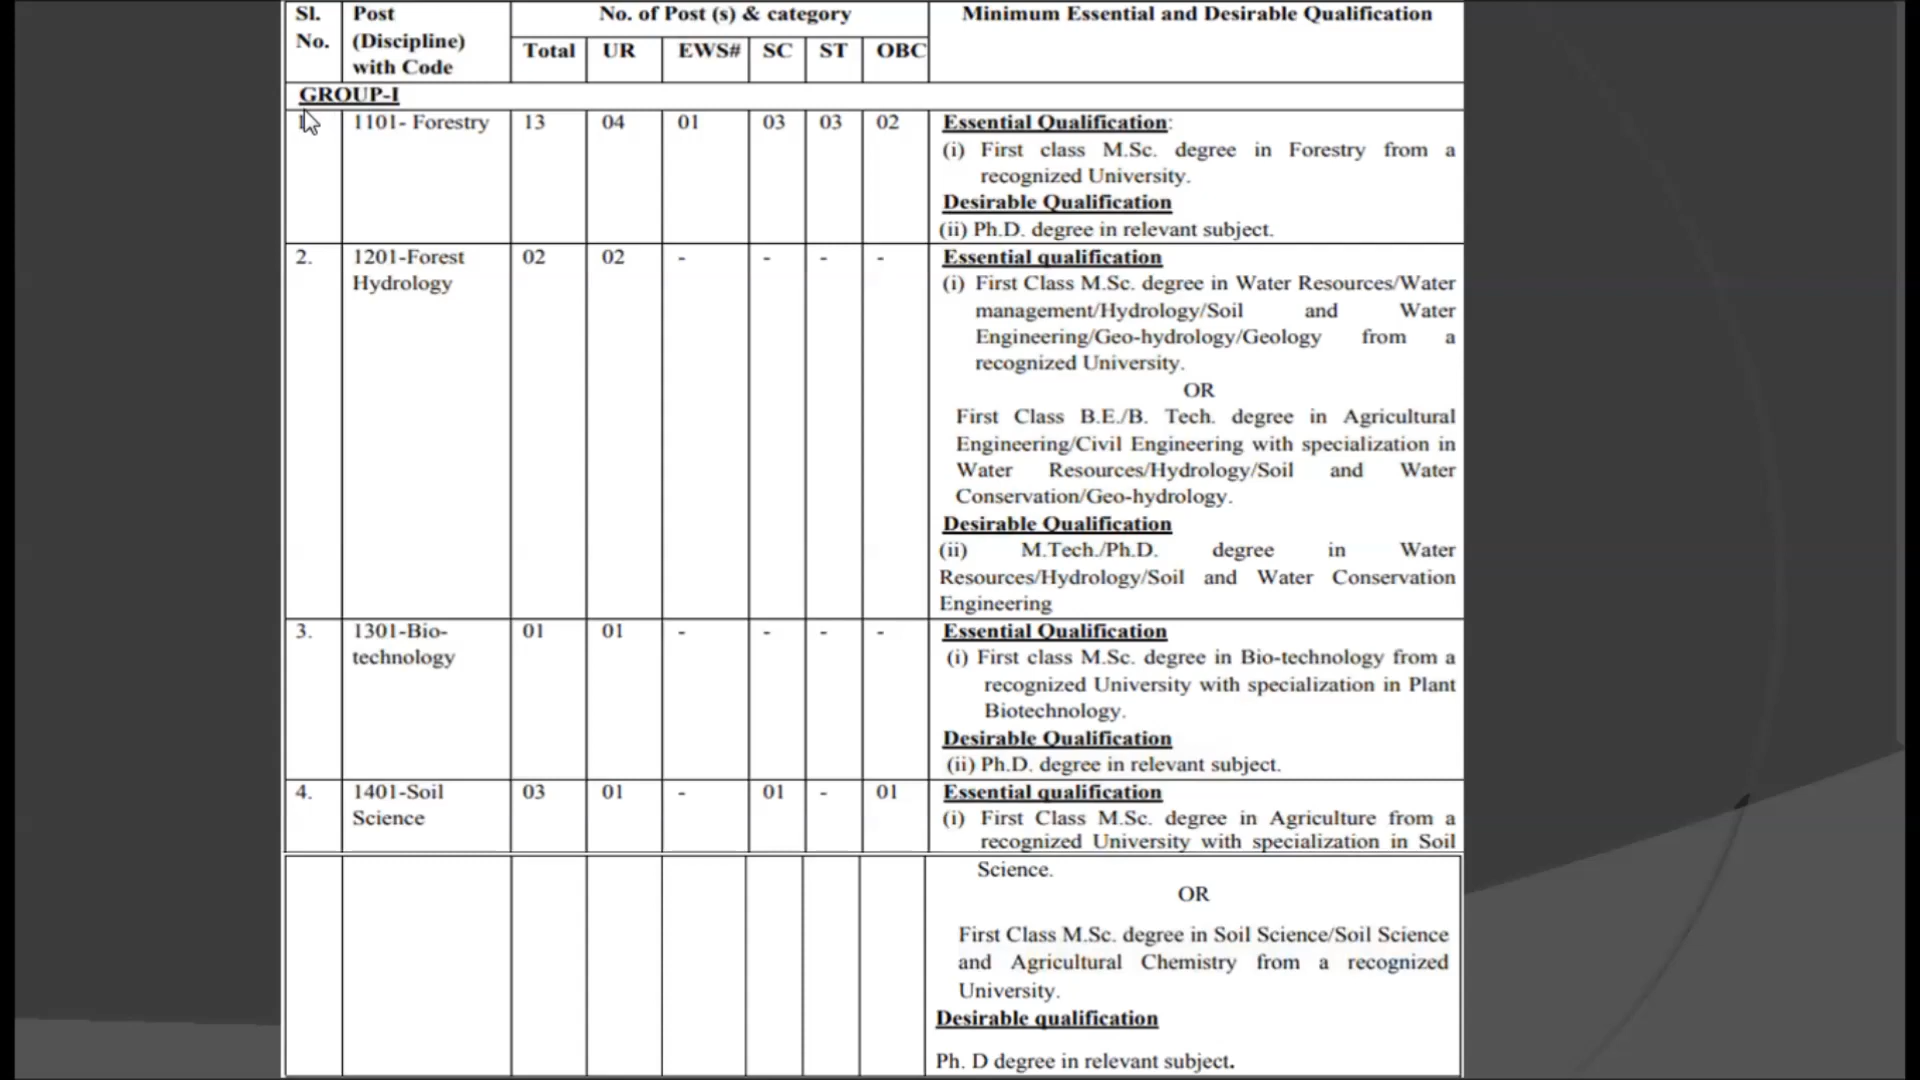 Sl. No. Post (Discipline) with Code No. of Post (s) & category Minimum Essential and Desirable Qualification
Total UR EWS# SC ST OBC
GROUP-I
1101- Forestry 13 04 01 03 03 02 Essential Qualification:
(i) First class M.Sc. degree in Forestry from a
recognized University.
Desirable Qualification
(ii) Ph.D. degree in relevant subject.
2. 1201-Forest Hydrology 02 02 - - - - Essential qualification
(i) First Class M.Sc. degree in Water Resources/Water
management/Hydrology/Soil and Water
Engineering/Geo-hydrology/Geology from a
recognized University.
OR
First Class B.E./B. Tech. degree in Agricultural
Engineering/Civil Engineering with specialization in
Water Resources/Hydrology/Soil and Water
Conservation/Geo-hydrology.
Desirable Qualification
(ii) M.Tech./Ph.D. degree in Water
Resources/Hydrology/Soil and Water Conservation
Engineering
3. 1301-Bio-technology 01 01 - - - - Essential Qualification
(i) First class M.Sc. degree in Bio-technology from a
recognized University with specialization in Plant
Biotechnology.
Desirable Qualification
(ii) Ph.D. degree in relevant subject.
4. 1401-Soil Science 03 01 - 01 - 01 Essential qualification
(i) First Class M.Sc. degree in Agriculture from a
recognized University with specialization in Soil
Science.
OR
First Class M.Sc. degree in Soil Science/Soil Science
and Agricultural Chemistry from a recognized
University.
Desirable qualification
Ph. D degree in relevant subject.